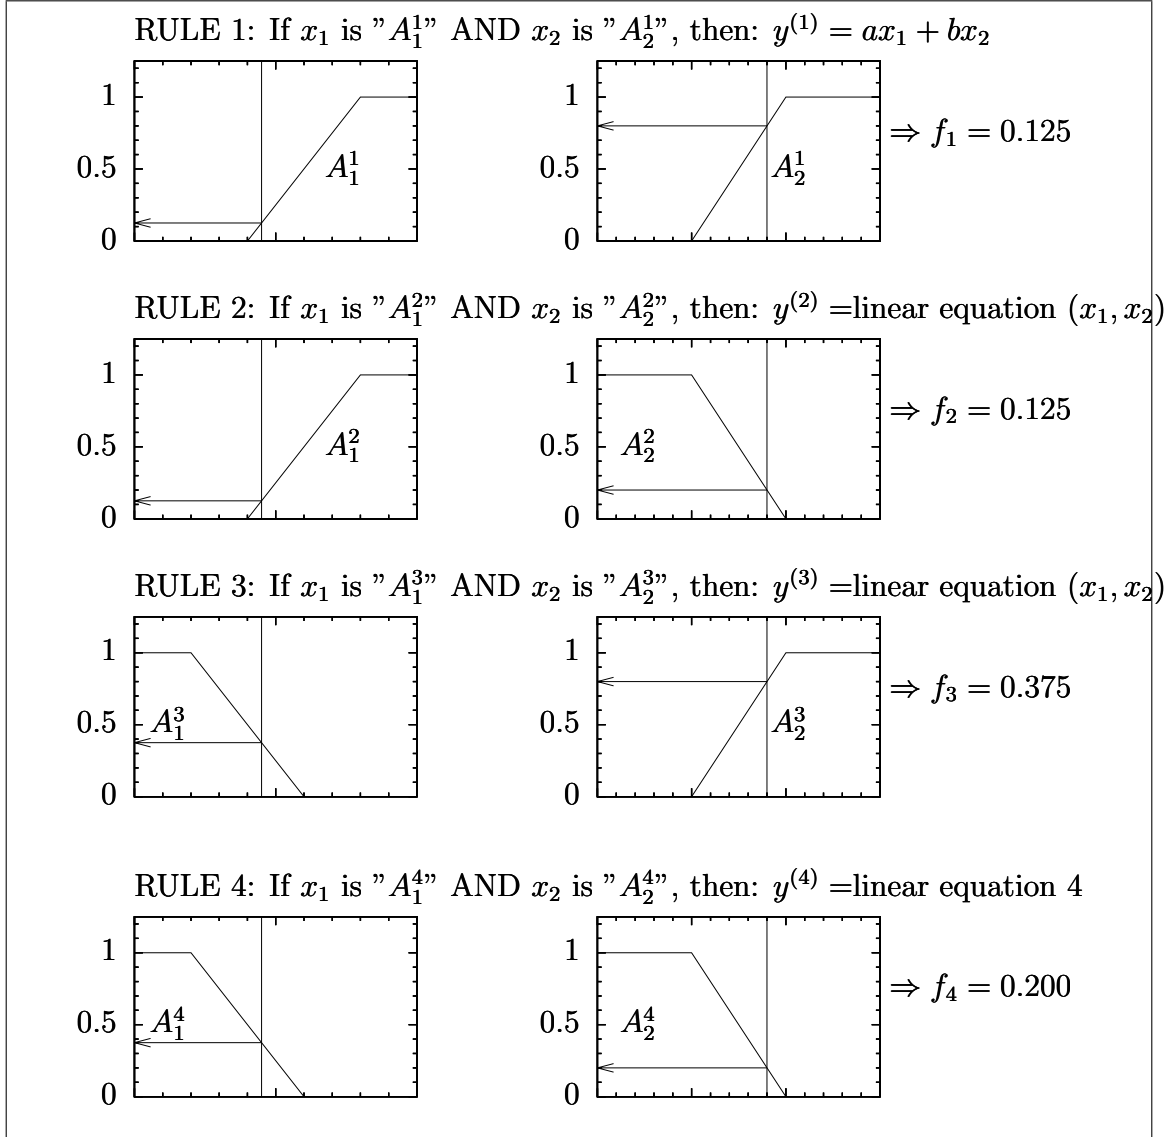 RULE 1: If x₁ is ”A₁¹” AND x₂ is ”A₂¹”, then: y⁽¹⁾ = ax₁ + bx₂
1 1
0.5 A₁¹ 0.5 A₂¹ ⇒ f₁ = 0.125
0 0
RULE 2: If x₁ is ”A₁²” AND x₂ is ”A₂²”, then: y⁽²⁾ =linear equation (x₁, x₂)
1 1
0.5 A₁² 0.5 A₂² ⇒ f₂ = 0.125
0 0
RULE 3: If x₁ is ”A₁³” AND x₂ is ”A₂³”, then: y⁽³⁾ =linear equation (x₁, x₂)
1 1
0.5 A₁³ 0.5 A₂³ ⇒ f₃ = 0.375
0 0
RULE 4: If x₁ is ”A₁⁴” AND x₂ is ”A₂⁴”, then: y⁽⁴⁾ =linear equation 4
1 1
0.5 A₁⁴ 0.5 A₂⁴ ⇒ f₄ = 0.200
0 0